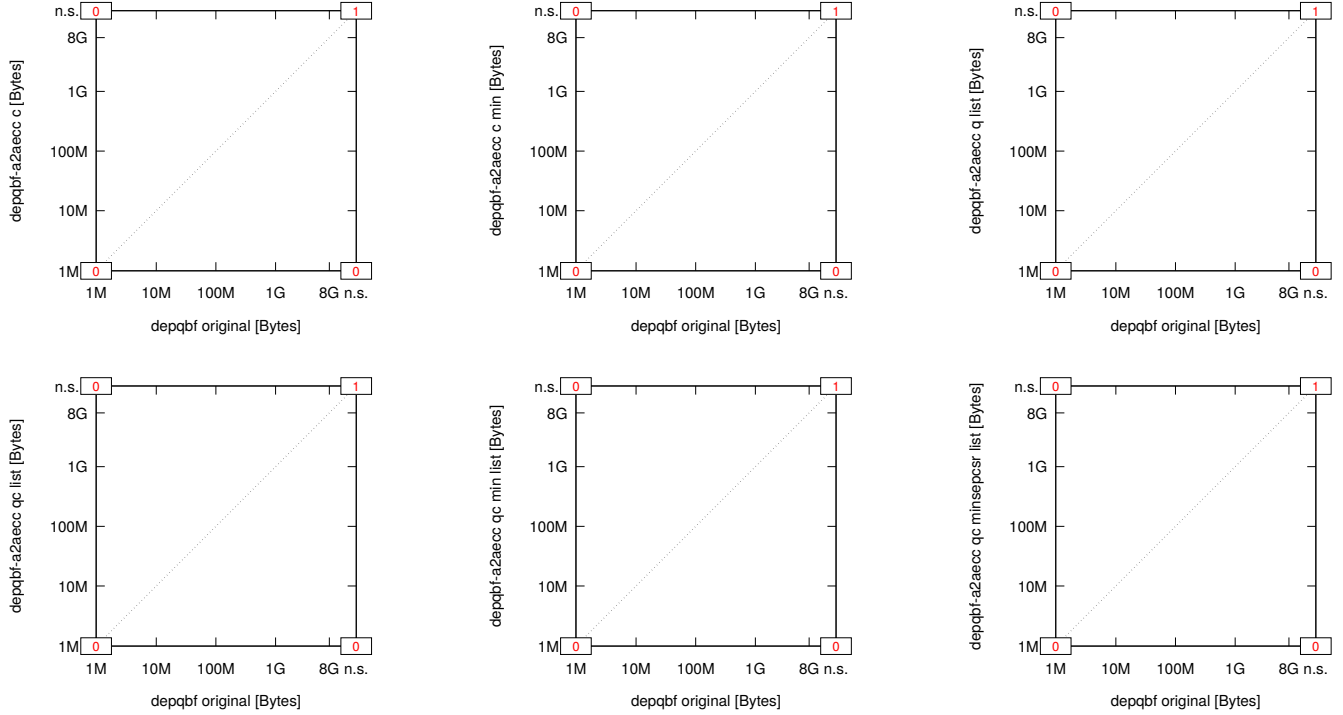 n.s. 0 1
8G
1G
100M
10M
1M 0 0
1M 10M 100M 1G 8G n.s.
depqbf original [Bytes]
depqbf-a2aecc c [Bytes]
n.s. 0 1
8G
1G
100M
10M
1M 0 0
1M 10M 100M 1G 8G n.s.
depqbf original [Bytes]
depqbf-a2aecc c min [Bytes]
n.s. 0 1
8G
1G
100M
10M
1M 0 0
1M 10M 100M 1G 8G n.s.
depqbf original [Bytes]
depqbf-a2aecc q list [Bytes]
n.s. 0 1
8G
1G
100M
10M
1M 0 0
1M 10M 100M 1G 8G n.s.
depqbf original [Bytes]
depqbf-a2aecc qc list [Bytes]
n.s. 0 1
8G
1G
100M
10M
1M 0 0
1M 10M 100M 1G 8G n.s.
depqbf original [Bytes]
depqbf-a2aecc qc min list [Bytes]
n.s. 0 1
8G
1G
100M
10M
1M 0 0
1M 10M 100M 1G 8G n.s.
depqbf original [Bytes]
depqbf-a2aecc qc minsepcsr list [Bytes]